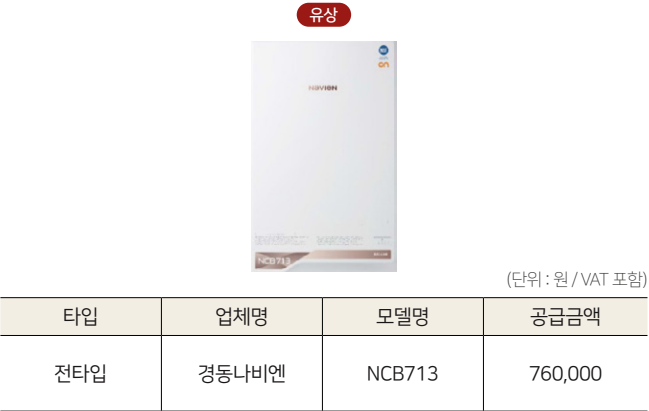 유상
NAVIEN
NCB713
(단위 : 원 / VAT 포함)
타입 업체명 모델명 공급금액
전타입 경동나비엔 NCB713 760,000